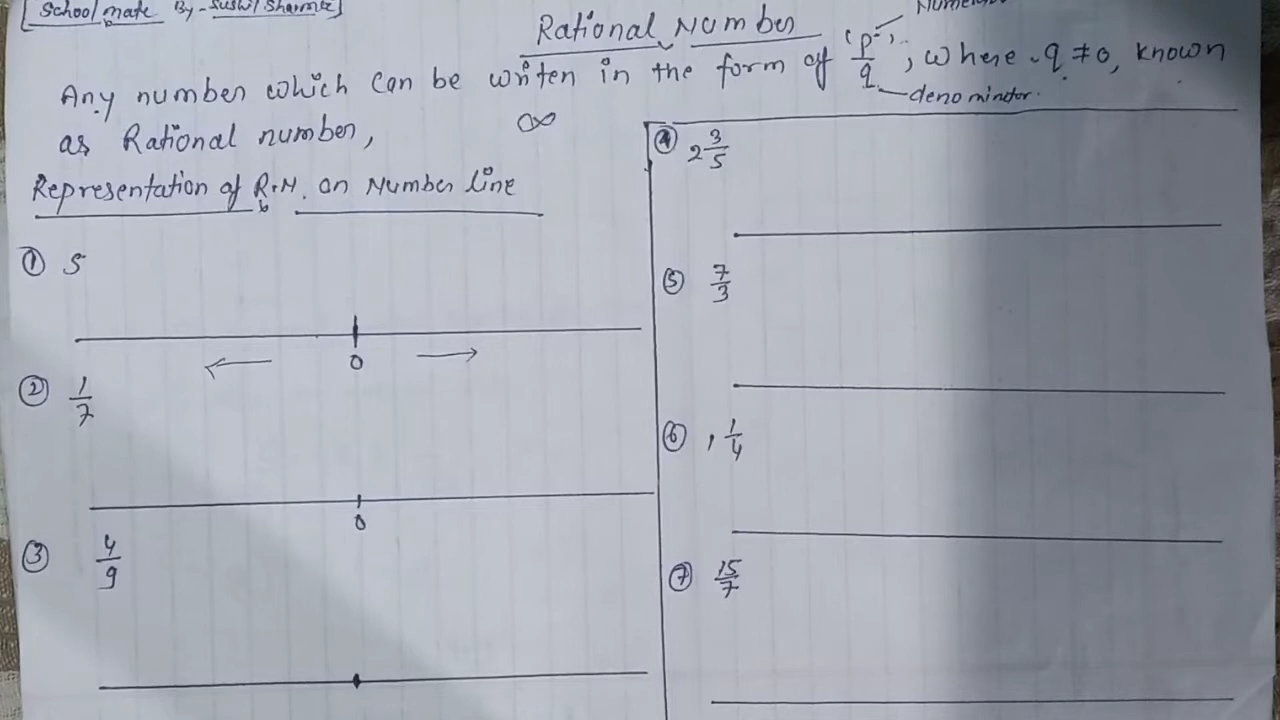 School mate By- Sushil Sharma
Rational Number
Any number which can be writen in the form of 'p/q', where q ≠ 0, known
denominator.
as Rational number,
∞
Representation of R.N. on Number line
① 5
0
② 1/7
0
③ 4/9
④ 2 3/5
⑤ 7/3
⑥ 1 1/4
⑦ 15/7